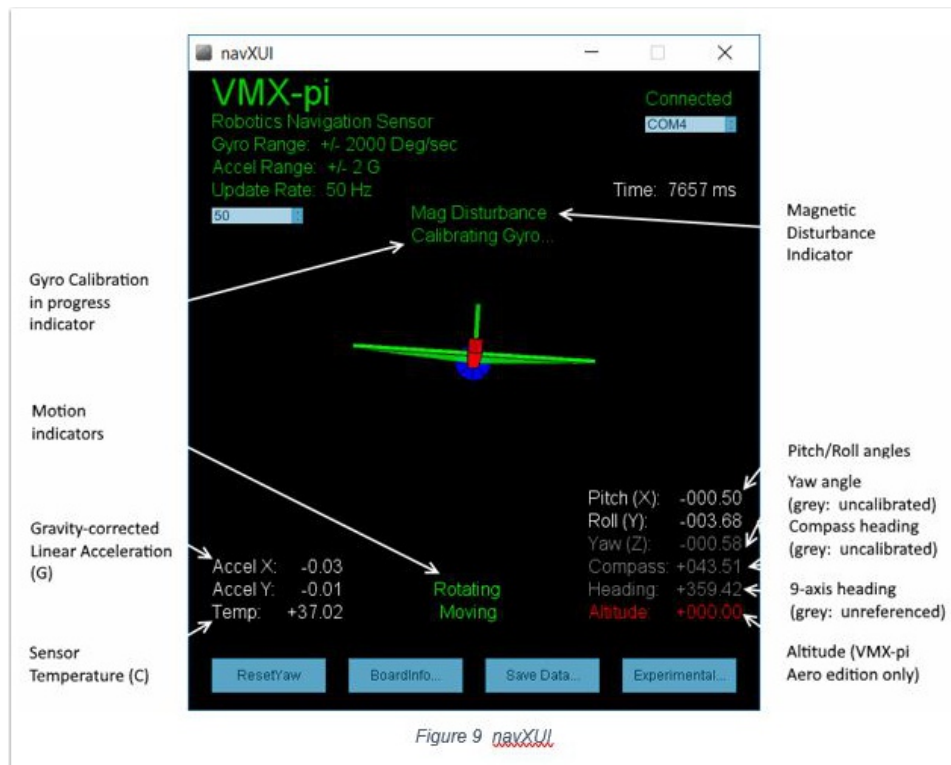 navXUI
VMX-pi
Robotics Navigation Sensor
Gyro Range: +/- 2000 Deg/sec
Accel Range: +/- 2 G
Update Rate: 50 Hz
50
Connected
COM4
Time: 7657 ms
Mag Disturbance
Calibrating Gyro...
Magnetic
Disturbance
Indicator
Gyro Calibration
in progress
indicator
Motion
indicators
Gravity-corrected
Linear Acceleration
(G)
Sensor
Temperature (C)
Accel X: -0.03
Accel Y: -0.01
Temp: +37.02
Rotating
Moving
Pitch (X): -000.50
Roll (Y): -003.68
Yaw (Z): -000.58
Compass: +043.51
Heading: +359.42
Altitude: +000.00
Pitch/Roll angles
Yaw angle
(grey: uncalibrated)
Compass heading
(grey: uncalibrated)
9-axis heading
(grey: unreferenced)
Altitude (VMX-pi
Aero edition only)
ResetYaw
BoardInfo...
Save Data...
Experimental...
Figure 9 navXUI